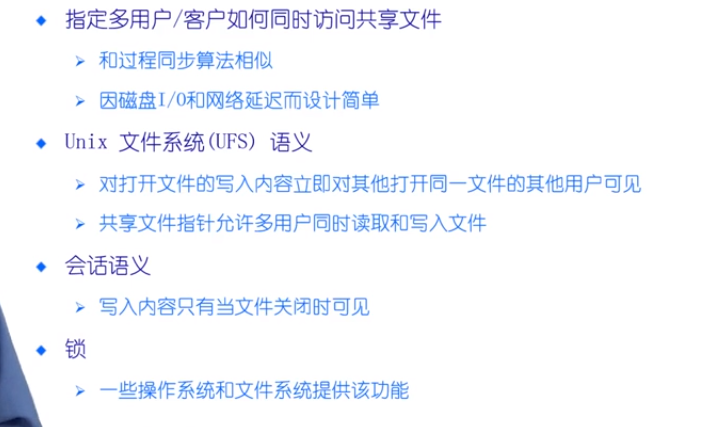 指定多用户/客户如何同时访问共享文件
和过程同步算法相似
因磁盘I/O和网络延迟而设计简单
Unix 文件系统(UFS) 语义
对打开文件的写入内容立即对其他打开同一文件的其他用户可见
共享文件指针允许多用户同时读取和写入文件
会话语义
写入内容只有当文件关闭时可见
锁
一些操作系统和文件系统提供该功能